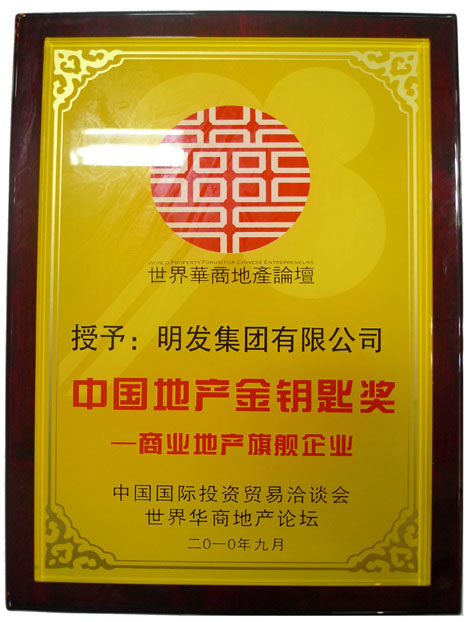 WORLD PROPERTY FORUM FOR CHINESE ENTREPRENEURS
世界華商地產論壇
授予：明发集团有限公司
中国地产金钥匙奖
—商业地产旗舰企业
中国国际投资贸易洽谈会
世界华商地产论坛
二0一0年九月